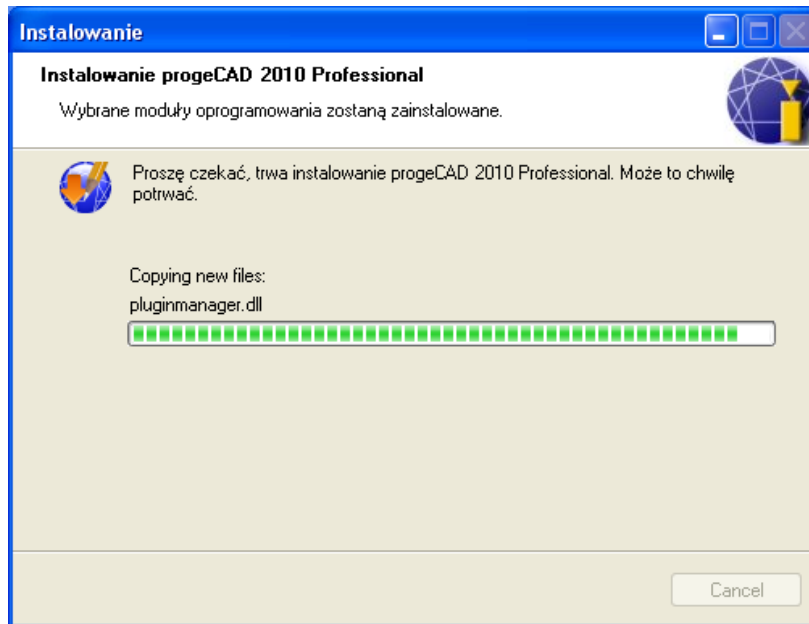 Instalowanie
Instalowanie progeCAD 2010 Professional
Wybrane moduły oprogramowania zostaną zainstalowane.
Proszę czekać, trwa instalowanie progeCAD 2010 Professional. Może to chwilę
potrwać.
Copying new files:
pluginmanager.dll
Cancel